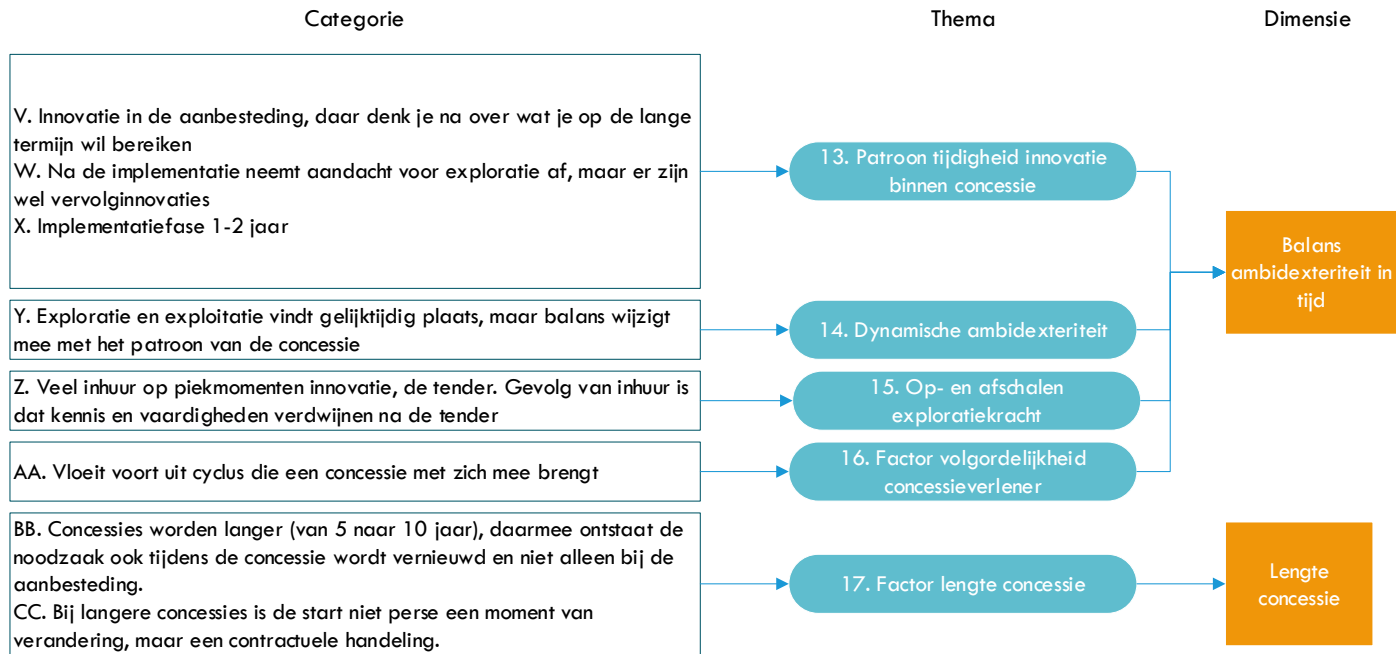 Categorie
Thema
Dimensie
V. Innovatie in de aanbesteding, daar denk je na over wat je op de lange
termijn wil bereiken
W. Na de implementatie neemt aandacht voor exploratie af, maar er zijn
wel vervolginnovaties
X. Implementatiefase 1-2 jaar
13. Patroon tijdigheid innovatie
binnen concessie
Balans
ambidexteriteit in
tijd
Y. Exploratie en exploitatie vindt gelijktijdig plaats, maar balans wijzigt
mee met het patroon van de concessie
14. Dynamische ambidexteriteit
Z. Veel inhuur op piekmomenten innovatie, de tender. Gevolg van inhuur is
dat kennis en vaardigheden verdwijnen na de tender
15. Op- en afschalen
exploratiekracht
AA. Vloeit voort uit cyclus die een concessie met zich mee brengt
16. Factor volgordelijkheid
concessieverlener
BB. Concessies worden langer (van 5 naar 10 jaar), daarmee ontstaat de
noodzaak ook tijdens de concessie wordt vernieuwd en niet alleen bij de
aanbesteding.
CC. Bij langere concessies is de start niet perse een moment van
verandering, maar een contractuele handeling.
17. Factor lengte concessie
Lengte
concessie